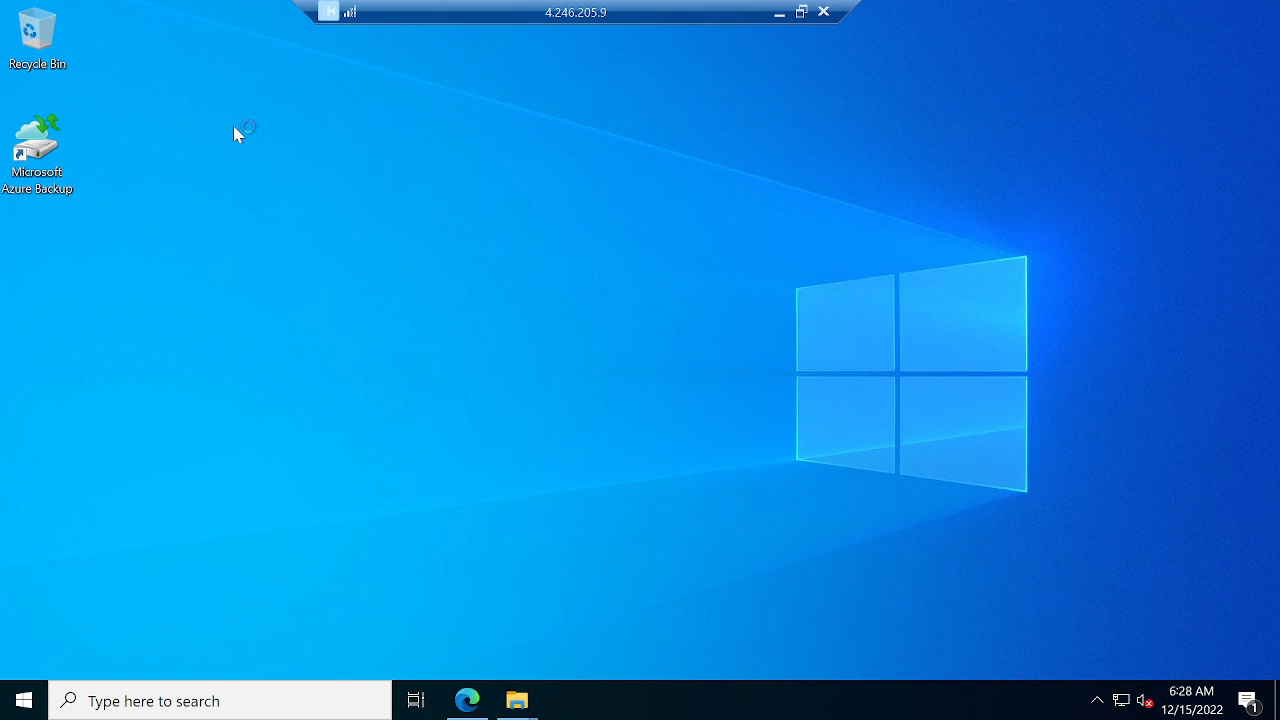 4.246.205.9
Recycle Bin
Microsoft
Azure Backup
Type here to search
6:28 AM
12/15/2022
1